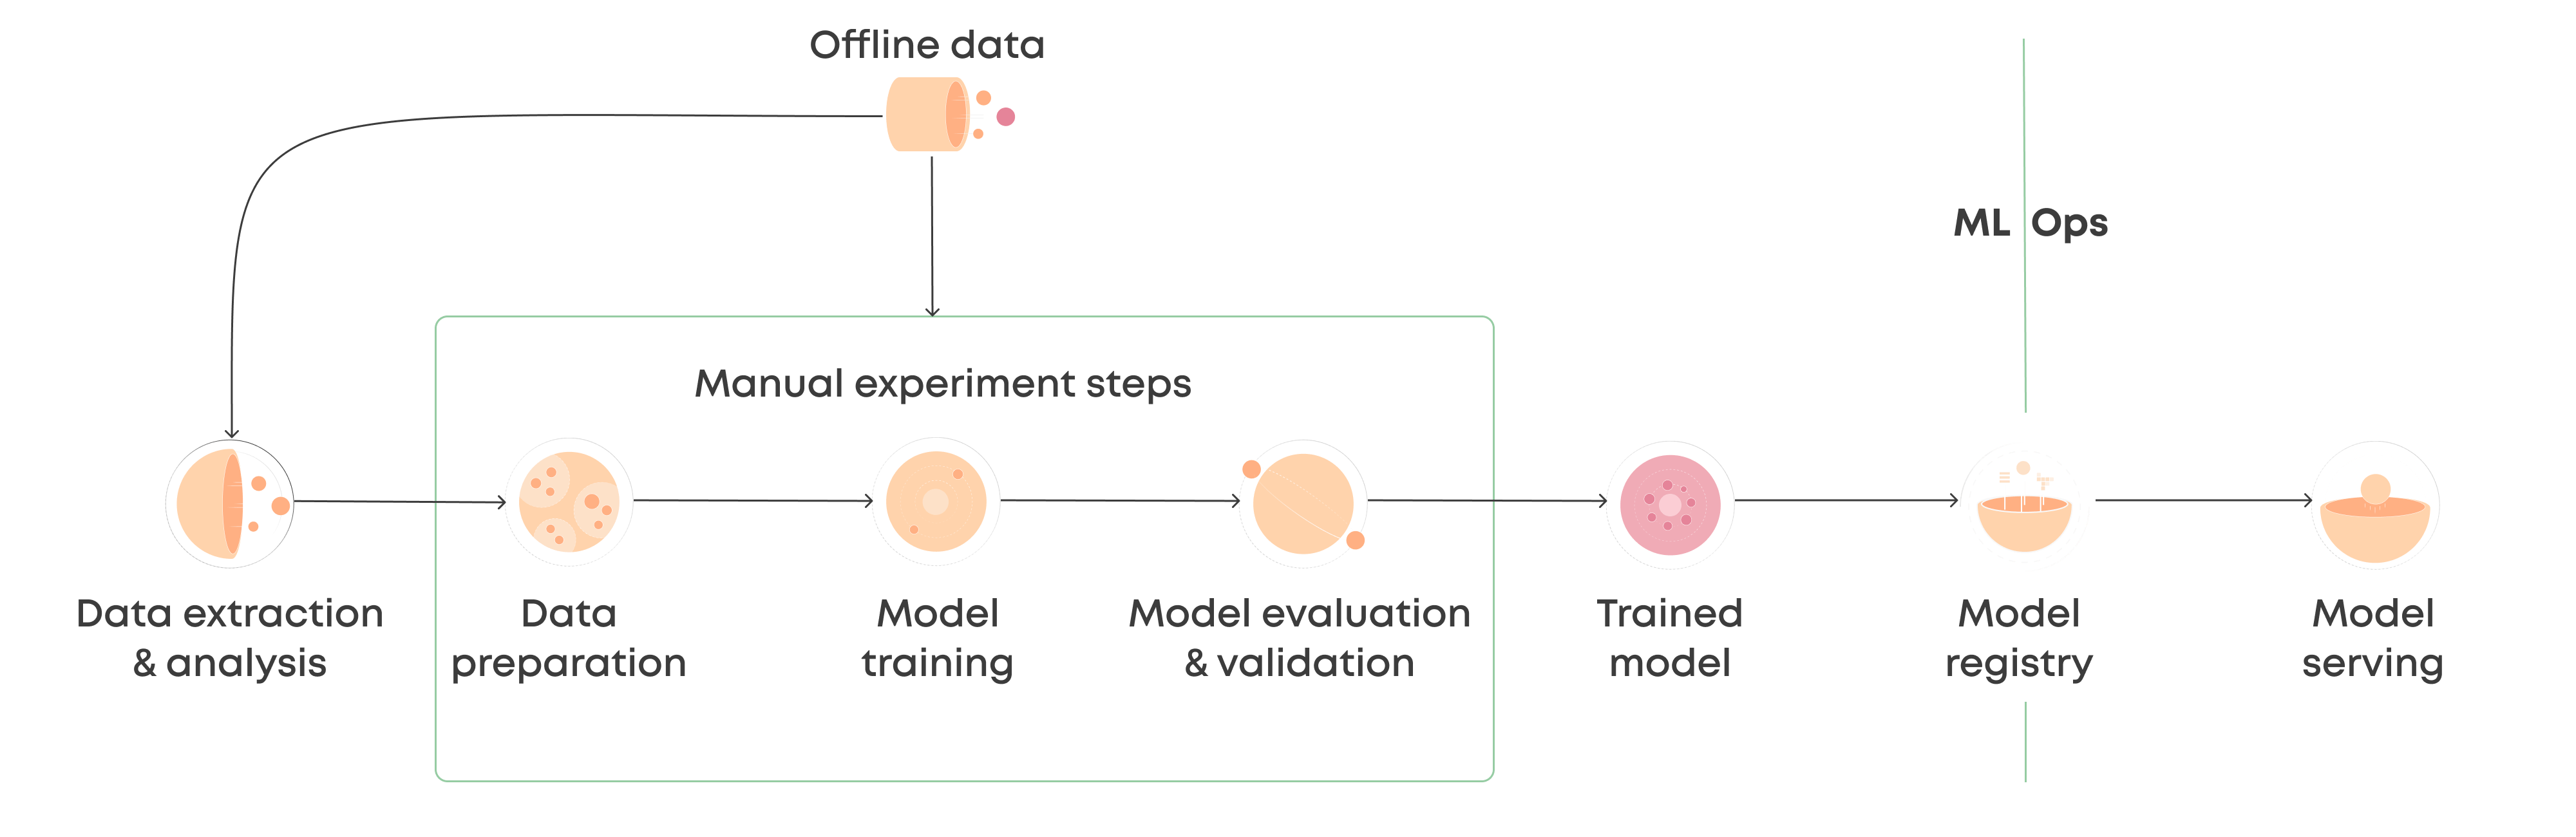 Offline data
ML Ops
Manual experiment steps
Data extraction
& analysis
Data
preparation
Model
training
Model evaluation
& validation
Trained
model
Model
registry
Model
serving